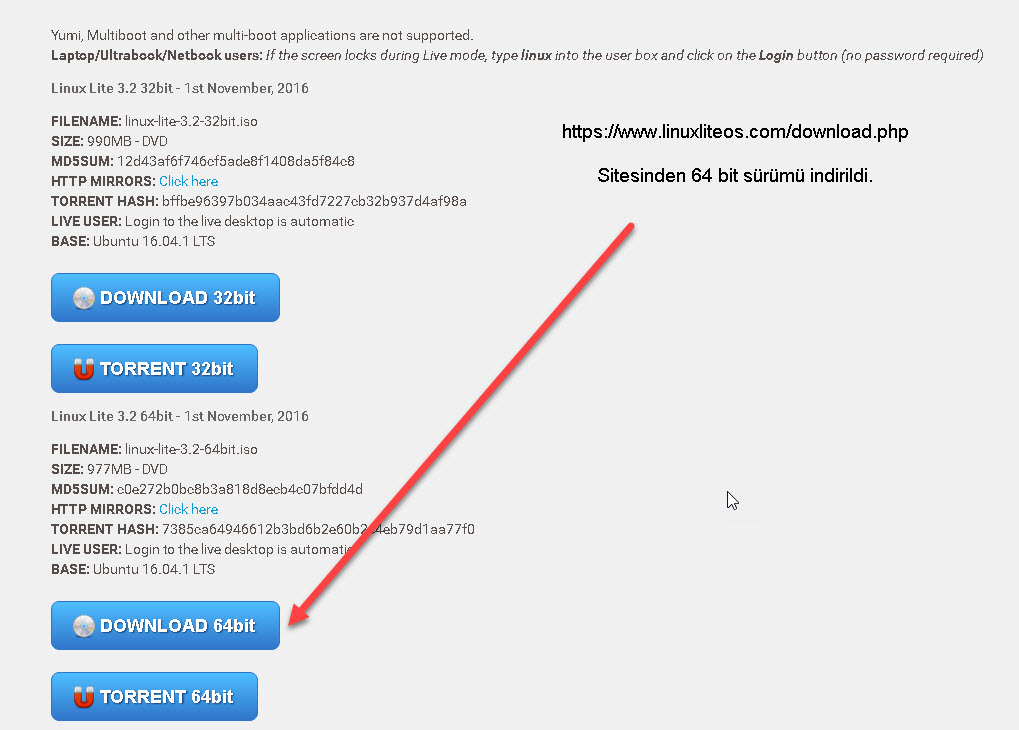 Yumi, Multiboot and other multi-boot applications are not supported.
Laptop/Ultrabook/Netbook users: If the screen locks during Live mode, type linux into the user box and click on the Login button (no password required)
Linux Lite 3.2 32bit - 1st November, 2016
FILENAME: linux-lite-3.2-32bit.iso
SIZE: 990MB - DVD
MD5SUM: 12d43af6f746cf5ade8f1408da5f84c8
HTTP MIRRORS: Click here
TORRENT HASH: bffbe96397b034aac43fd7227cb32b937d4af98a
LIVE USER: Login to the live desktop is automatic
BASE: Ubuntu 16.04.1 LTS
https://www.linuxliteos.com/download.php
Sitesinden 64 bit sürümü indirildi.
DOWNLOAD 32bit
TORRENT 32bit
Linux Lite 3.2 64bit - 1st November, 2016
FILENAME: linux-lite-3.2-64bit.iso
SIZE: 977MB - DVD
MD5SUM: c0e272b0bc8b3a818d8ecb4c07bfdd4d
HTTP MIRRORS: Click here
TORRENT HASH:
LIVE USER: Login to the live desktop is automatic
BASE: Ubuntu 16.04.1 LTS
DOWNLOAD 64bit
TORRENT 64bit